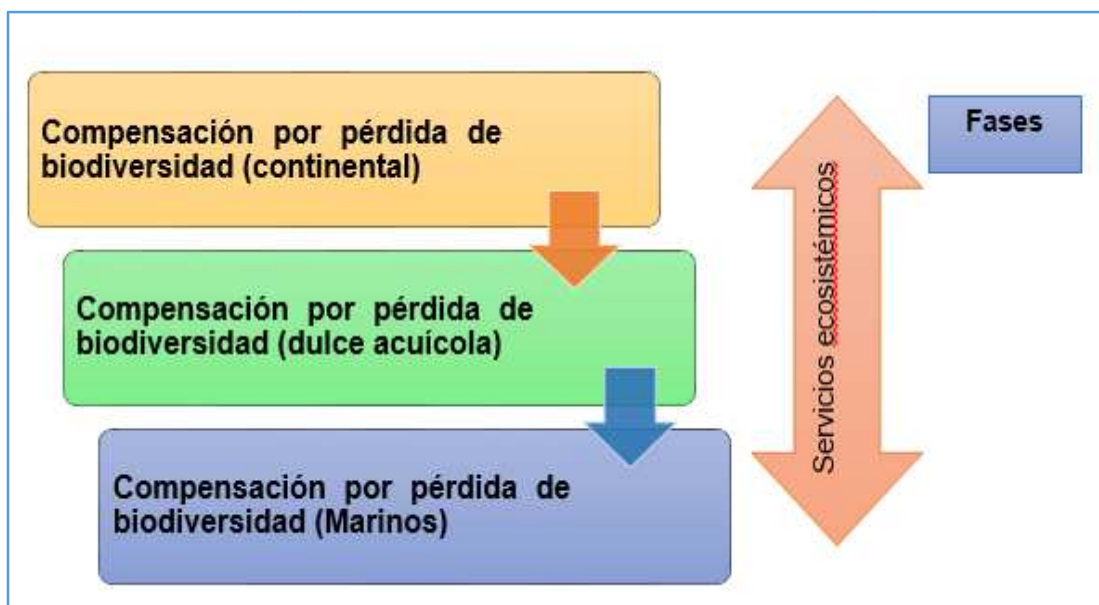 Compensación por pérdida de
biodiversidad (continental)
Compensación por pérdida de
biodiversidad (dulce acuícola)
Compensación por pérdida de
biodiversidad (Marinos)
Servicios ecosistémicos
Fases